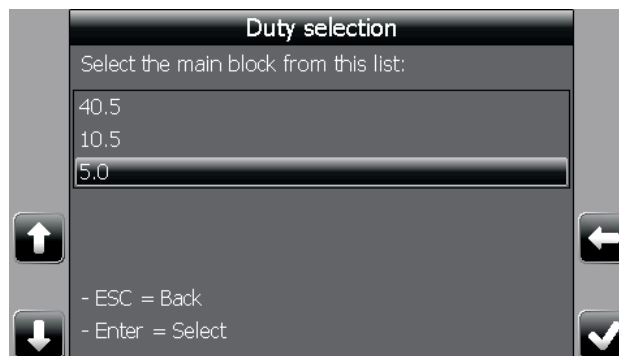 Duty selection
Select the main block from this list:
40.5
10.5
5.0
- ESC = Back
- Enter = Select